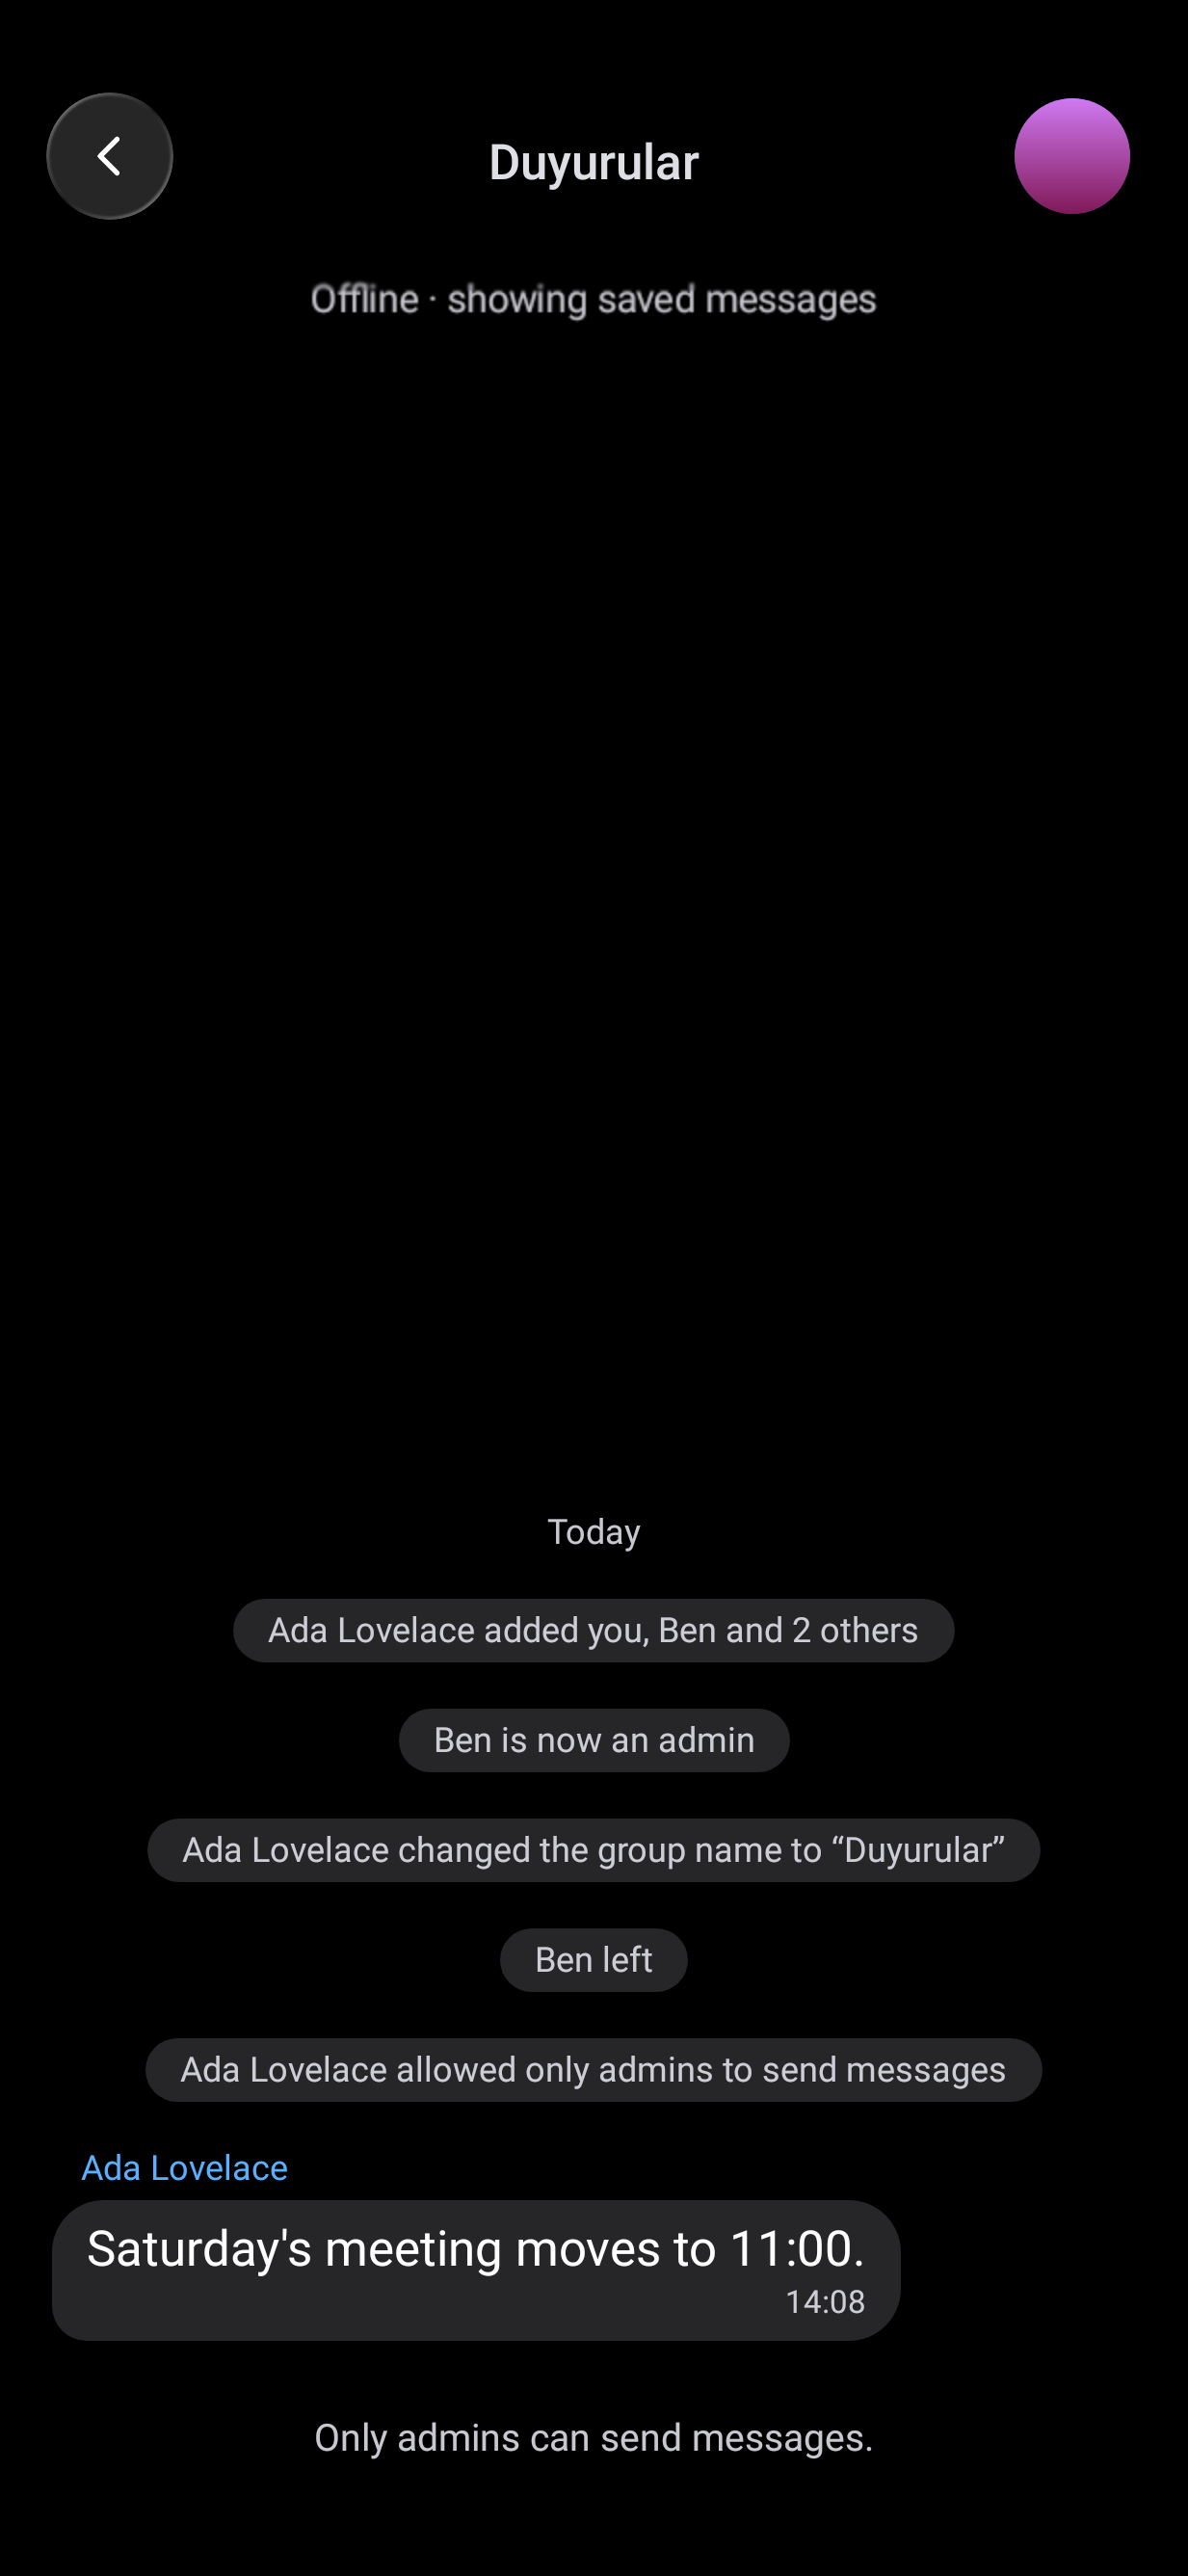 Duyurular
Offline · showing saved messages
Today
Ada Lovelace added you, Ben and 2 others
Ben is now an admin
Ada Lovelace changed the group name to “Duyurular”
Ben left
Ada Lovelace allowed only admins to send messages
Ada Lovelace
Saturday's meeting moves to 11:00.
14:08
Only admins can send messages.